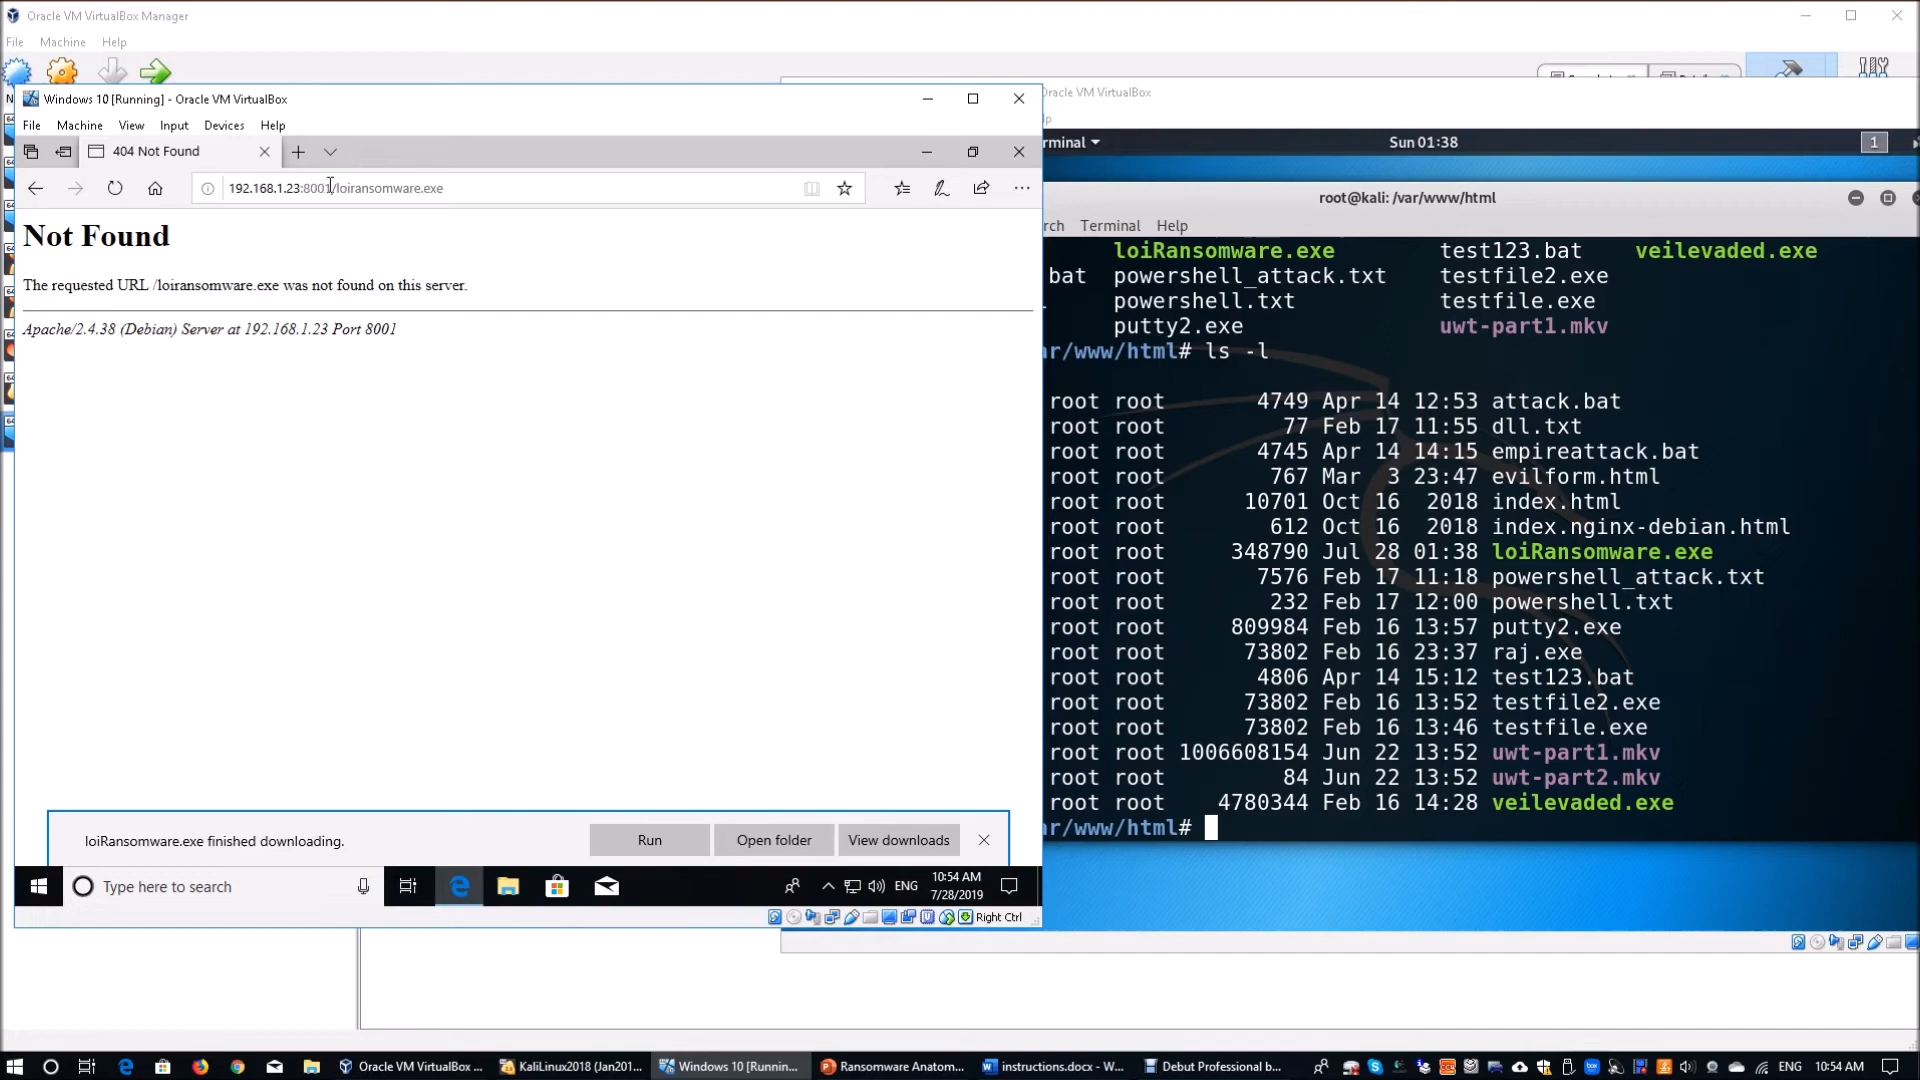 Oracle VM VirtualBox Manager
File Machine Help
Windows 10 [Running] - Oracle VM VirtualBox
File Machine View Input Devices Help
404 Not Found
192.168.1.23:8001/loiransomware.exe
Not Found
The requested URL /loiransomware.exe was not found on this server.
Apache/2.4.38 (Debian) Server at 192.168.1.23 Port 8001
loiRansomware.exe finished downloading.
Run
Open folder
View downloads
Type here to search
ENG
10:54 AM
7/28/2019
Right Ctrl
Oracle VM VirtualBox
Sun 01:38
1
root@kali: /var/www/html
Terminal Help
loiRansomware.exe test123.bat veilevaded.exe
bat powershell_attack.txt testfile2.exe
powershell.txt testfile.exe
putty2.exe uwt-part1.mkv
/www/html# ls -l
root root 4749 Apr 14 12:53 attack.bat
root root 77 Feb 17 11:55 dll.txt
root root 4745 Apr 14 14:15 empireattack.bat
root root 767 Mar 3 23:47 evilform.html
root root 10701 Oct 16 2018 index.html
root root 612 Oct 16 2018 index.nginx-debian.html
root root 348790 Jul 28 01:38 loiRansomware.exe
root root 7576 Feb 17 11:18 powershell_attack.txt
root root 232 Feb 17 12:00 powershell.txt
root root 809984 Feb 16 13:57 putty2.exe
root root 73802 Feb 16 23:37 raj.exe
root root 4806 Apr 14 15:12 test123.bat
root root 73802 Feb 16 13:52 testfile2.exe
root root 73802 Feb 16 13:46 testfile.exe
root root 1006608154 Jun 22 13:52 uwt-part1.mkv
root root 84 Jun 22 13:52 uwt-part2.mkv
root root 4780344 Feb 16 14:28 veilevaded.exe
/www/html#
Oracle VM VirtualBox ... KaliLinux2018 (Jan201... Windows 10 [Runnin... Ransomware Anatom... instructions.docx - W... Debut Professional b... ENG 10:54 AM